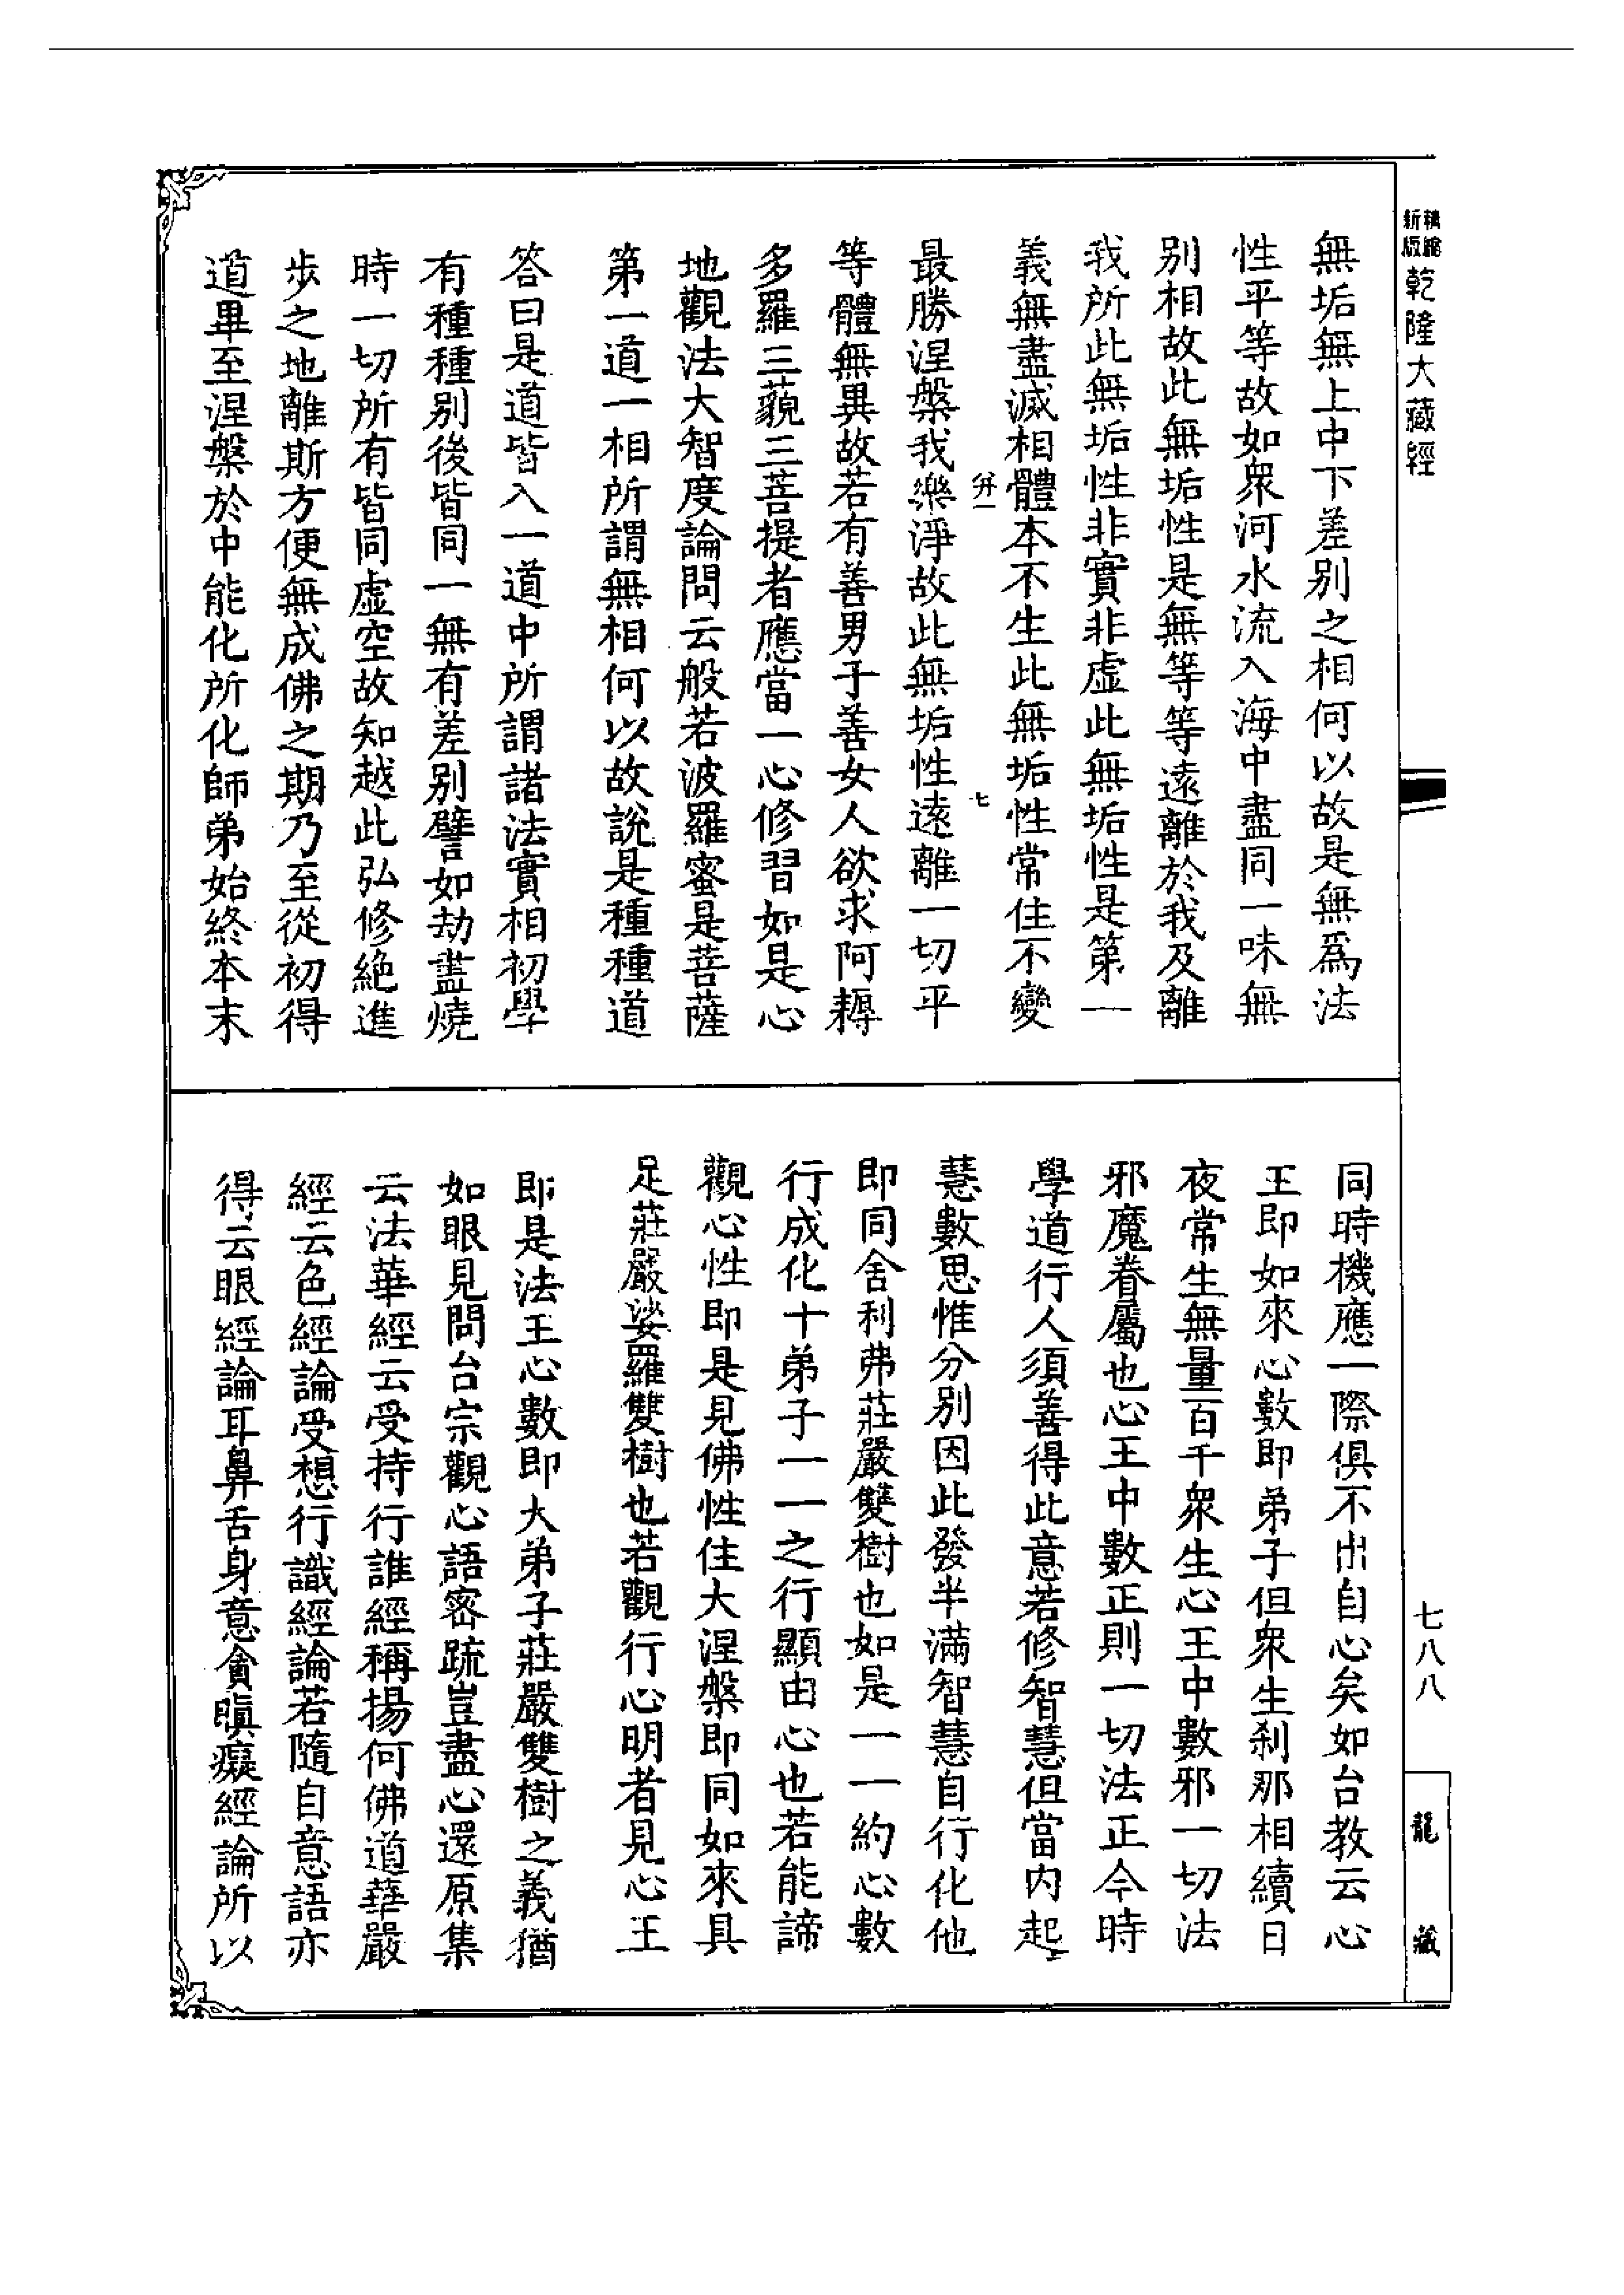 新版精縮乾隆大藏經
無垢無上中下差别之相何以故是無爲法
性平等故如衆河水流入海中盡同一味無
别相故此無垢性是無等等遠離於我及離
我所此無垢性非實非虚此無垢性是第一
義無盡滅相體本不生此無垢性常住不變
最勝涅槃我樂淨故此無垢性遠離一切平
等體無異故若有善男子善女人欲求阿耨
多羅三藐三菩提者應當一心修習如是心
地觀法大智度論問云般若波羅蜜是菩薩
第一道一相所謂無相何以故說是種種道
答曰是道皆入一道中所謂諸法實相初學
有種種别後皆同一無有差别譬如劫盡燒
時一切所有皆同虚空故知越此弘修絶進
步之地離斯方便無成佛之期乃至從初得
道畢至涅槃於中能化所化師弟始終本末
同時機應一際俱不出自心矣如台教云心
王即如來心數即弟子但衆生刹那相續日
夜常生無量百千衆生心王中數邪一切法
邪魔眷屬也心王中數正則一切法正今時
學道行人須善得此意若修智慧但當内起
慧數思惟分别因此發半滿智慧自行化他
即同舍利弗莊嚴雙樹也如是一一約心數
行成化十弟子一一之行顯由心也若能諦
觀心性即是見佛性住大涅槃即同如來具
足莊嚴娑羅雙樹也若觀行心明者見心王
即是法王心數即大弟子莊嚴雙樹之義猶
如眼見問台宗觀心語密疏豈盡心還原集
云法華經云受持行誰經稱揚何佛道華嚴
經云色經論受想行識經論若隨自意語亦
得云眼經論耳鼻舌身意貪瞋癡經論所以
七八八
龍藏